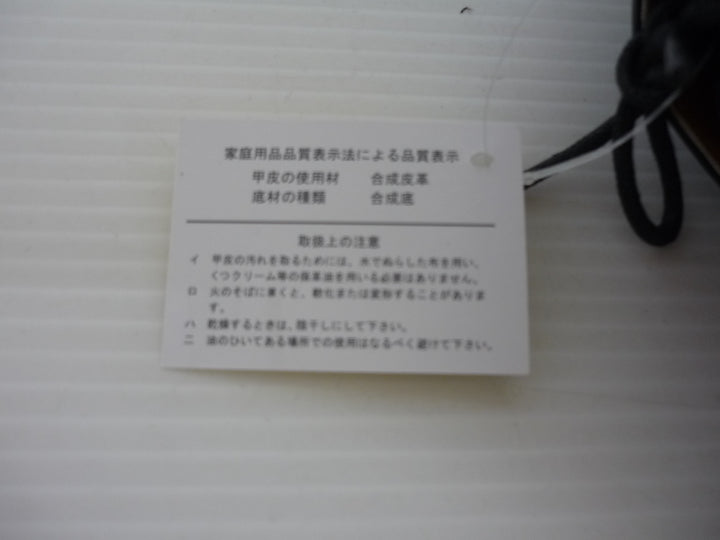 家庭用品品質表示法による品質表示
甲皮の使用材 合成皮革
底材の種類 合成底
取扱上の注意
イ 甲皮の汚れを取るためには、水でぬらした布を用い、
くつクリーム等の保革油を用いる必要はありません。
ロ 火のそばに置くと、軟化または変形することがありま
す。
ハ 乾燥するときは、陰干しにして下さい。
ニ 油のひいてある場所での使用はなるべく避けて下さい。